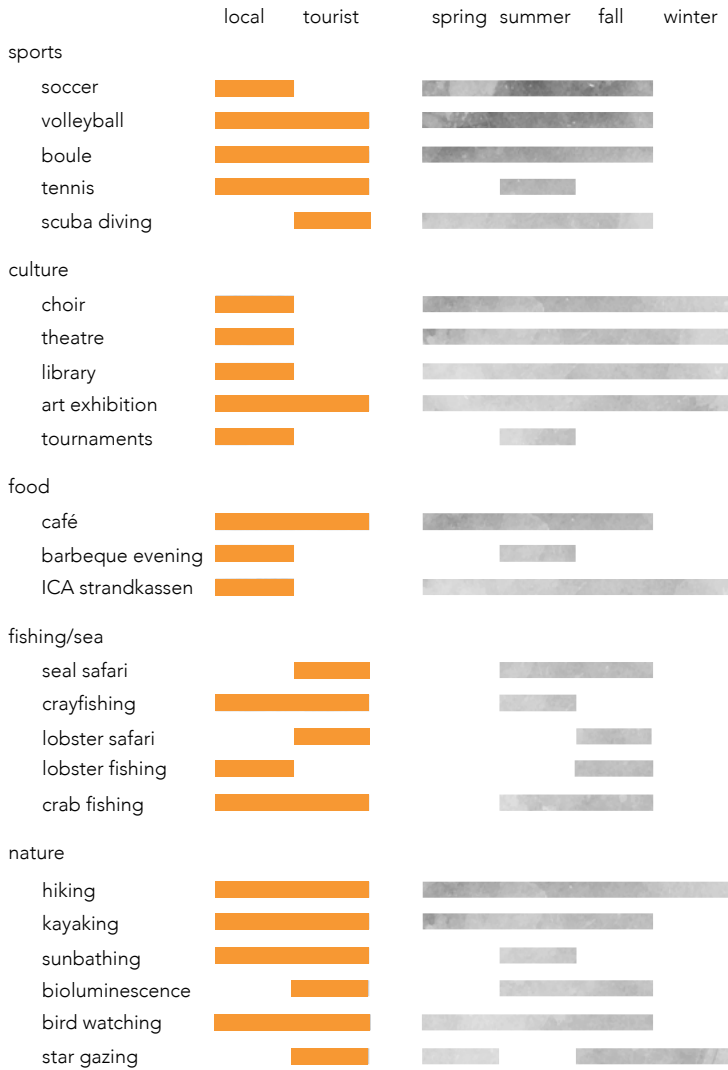 local tourist spring summer fall winter
sports
soccer
volleyball
boule
tennis
scuba diving
culture
choir
theatre
library
art exhibition
tournaments
food
café
barbeque evening
ICA strandkassen
fishing/sea
seal safari
crayfishing
lobster safari
lobster fishing
crab fishing
nature
hiking
kayaking
sunbathing
bioluminescence
bird watching
star gazing